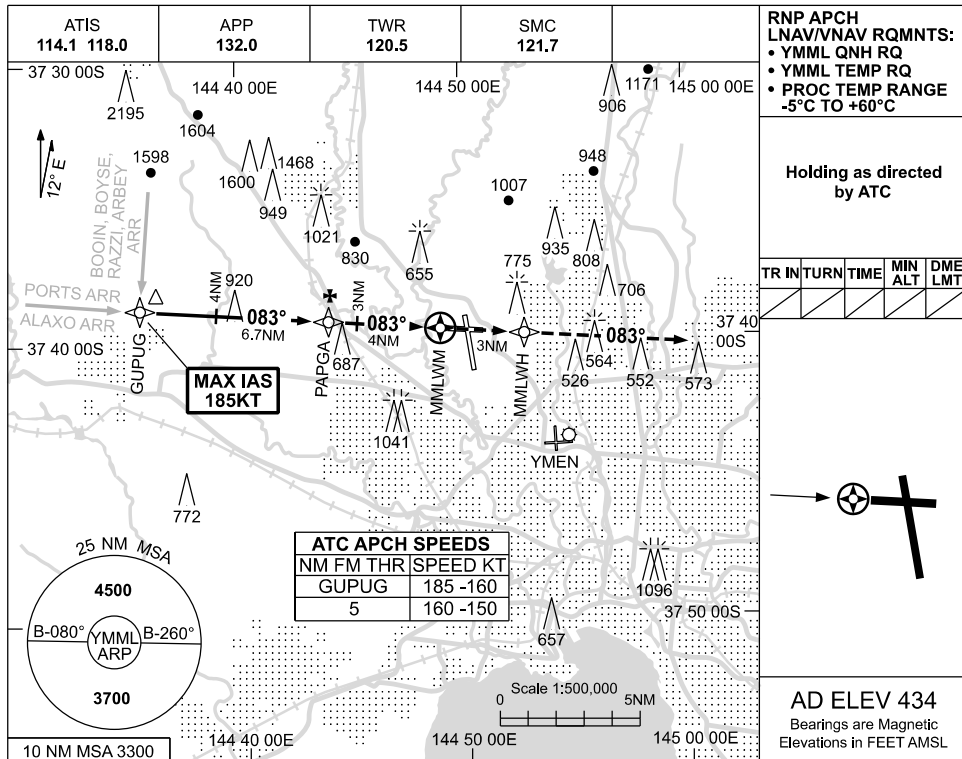 ATIS
114.1 118.0
APP
132.0
TWR
120.5
SMC
121.7
RNP APCH
LNAV/VNAV RQMNTS:
• YMML QNH RQ
• YMML TEMP RQ
• PROC TEMP RANGE
-5°C TO +60°C
Holding as directed
by ATC
TR IN
TURN
TIME
MIN
ALT
DME
LMT
37 30 00S
144 40 00E
144 50 00E
145 00 00E
2195
1604
906
1171
12° E
1598
1600
1468
949
1021
830
655
1007
948
935
808
775
706
BOOIN, BOYSE,
RAZZI, ARBEY
ARR
PORTS ARR
ALAXO ARR
4NM
920
083°
6.7NM
3NM
083°
4NM
3NM
083°
37 40
00S
37 40 00S
GUPUG
PAPGA
687
MMLWM
MMLWH
526
564
552
573
MAX IAS
185KT
1041
YMEN
772
25 NM MSA
4500
B-080°
YMML
ARP
B-260°
3700
10 NM MSA 3300
ATC APCH SPEEDS
NM FM THR
SPEED KT
GUPUG
185 -160
5
160 -150
1096
37 50 00S
657
Scale 1:500,000
0
5NM
144 40 00E
144 50 00E
145 00 00E
AD ELEV 434
Bearings are Magnetic
Elevations in FEET AMSL